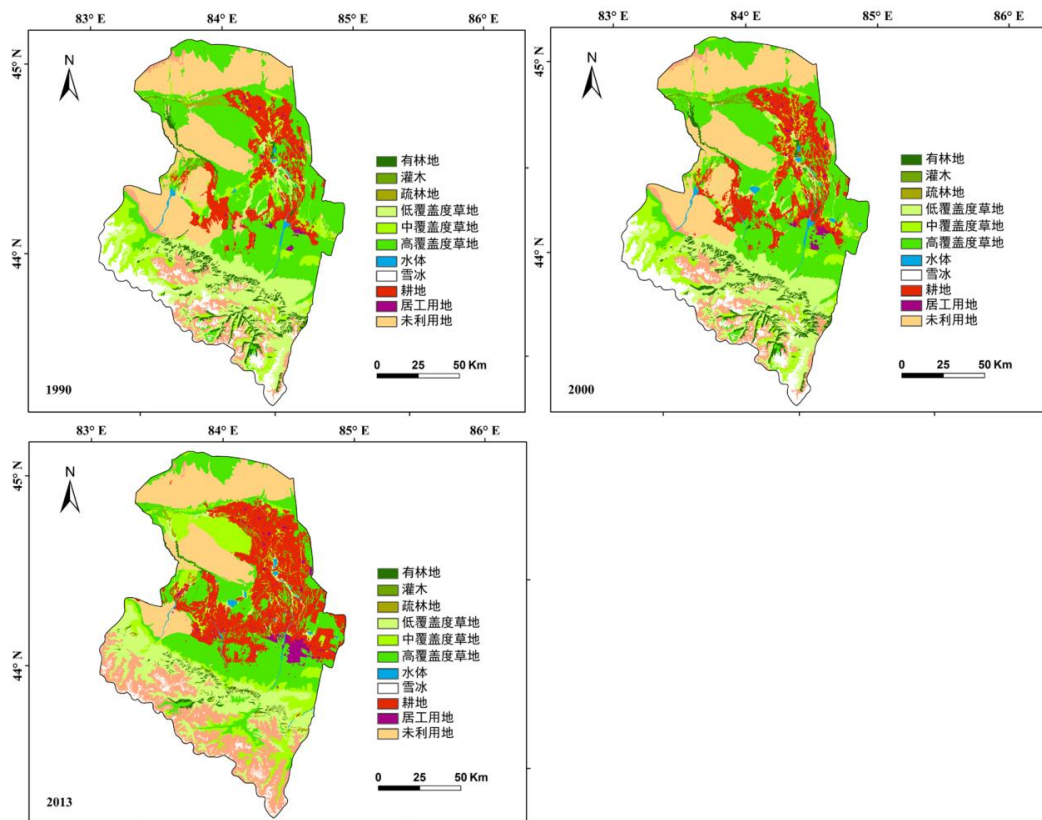 83° E 84° E 85° E 86° E
45° N
44° N
N
有林地
灌木
疏林地
低覆盖度草地
中覆盖度草地
高覆盖度草地
水体
雪冰
耕地
居工用地
未利用地
0 25 50 Km
1990
83° E 84° E 85° E 86° E
45° N
44° N
N
有林地
灌木
疏林地
低覆盖度草地
中覆盖度草地
高覆盖度草地
水体
雪冰
耕地
居工用地
未利用地
0 25 50 Km
2000
83° E 84° E 85° E 86° E
45° N
44° N
N
有林地
灌木
疏林地
低覆盖度草地
中覆盖度草地
高覆盖度草地
水体
雪冰
耕地
居工用地
未利用地
0 25 50 Km
2013